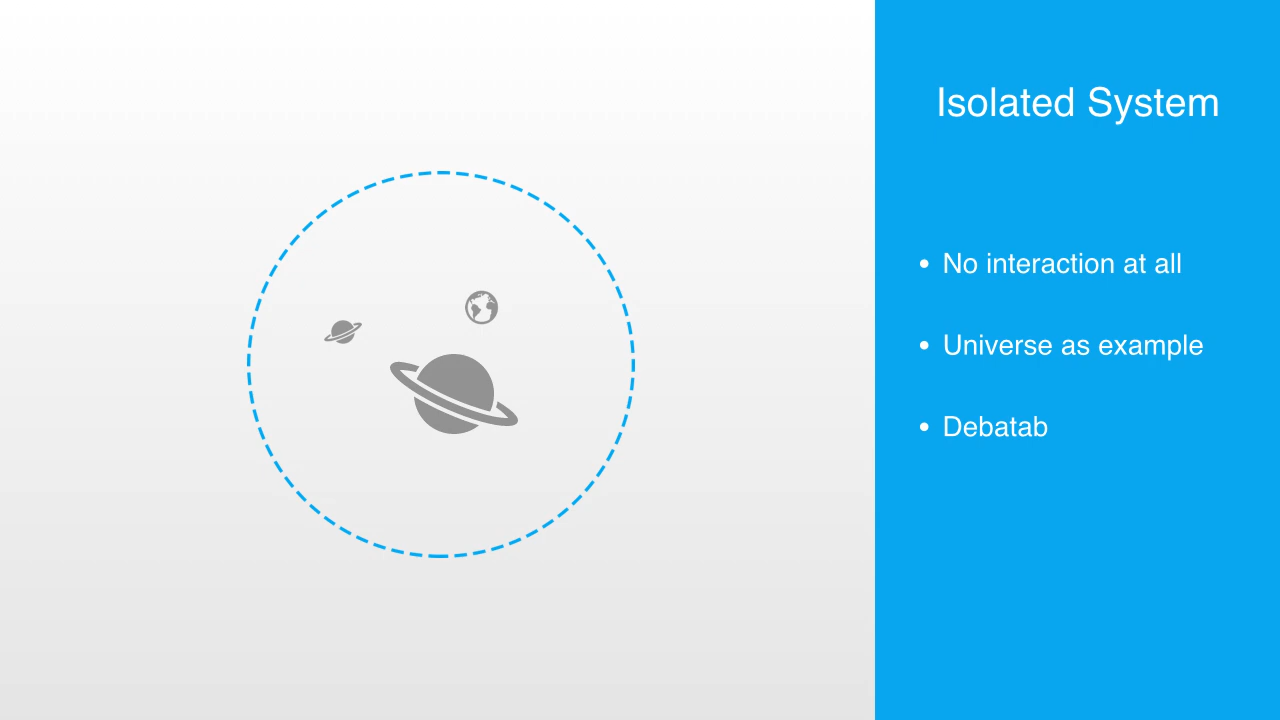 Isolated System
• No interaction at all
• Universe as example
• Debatab